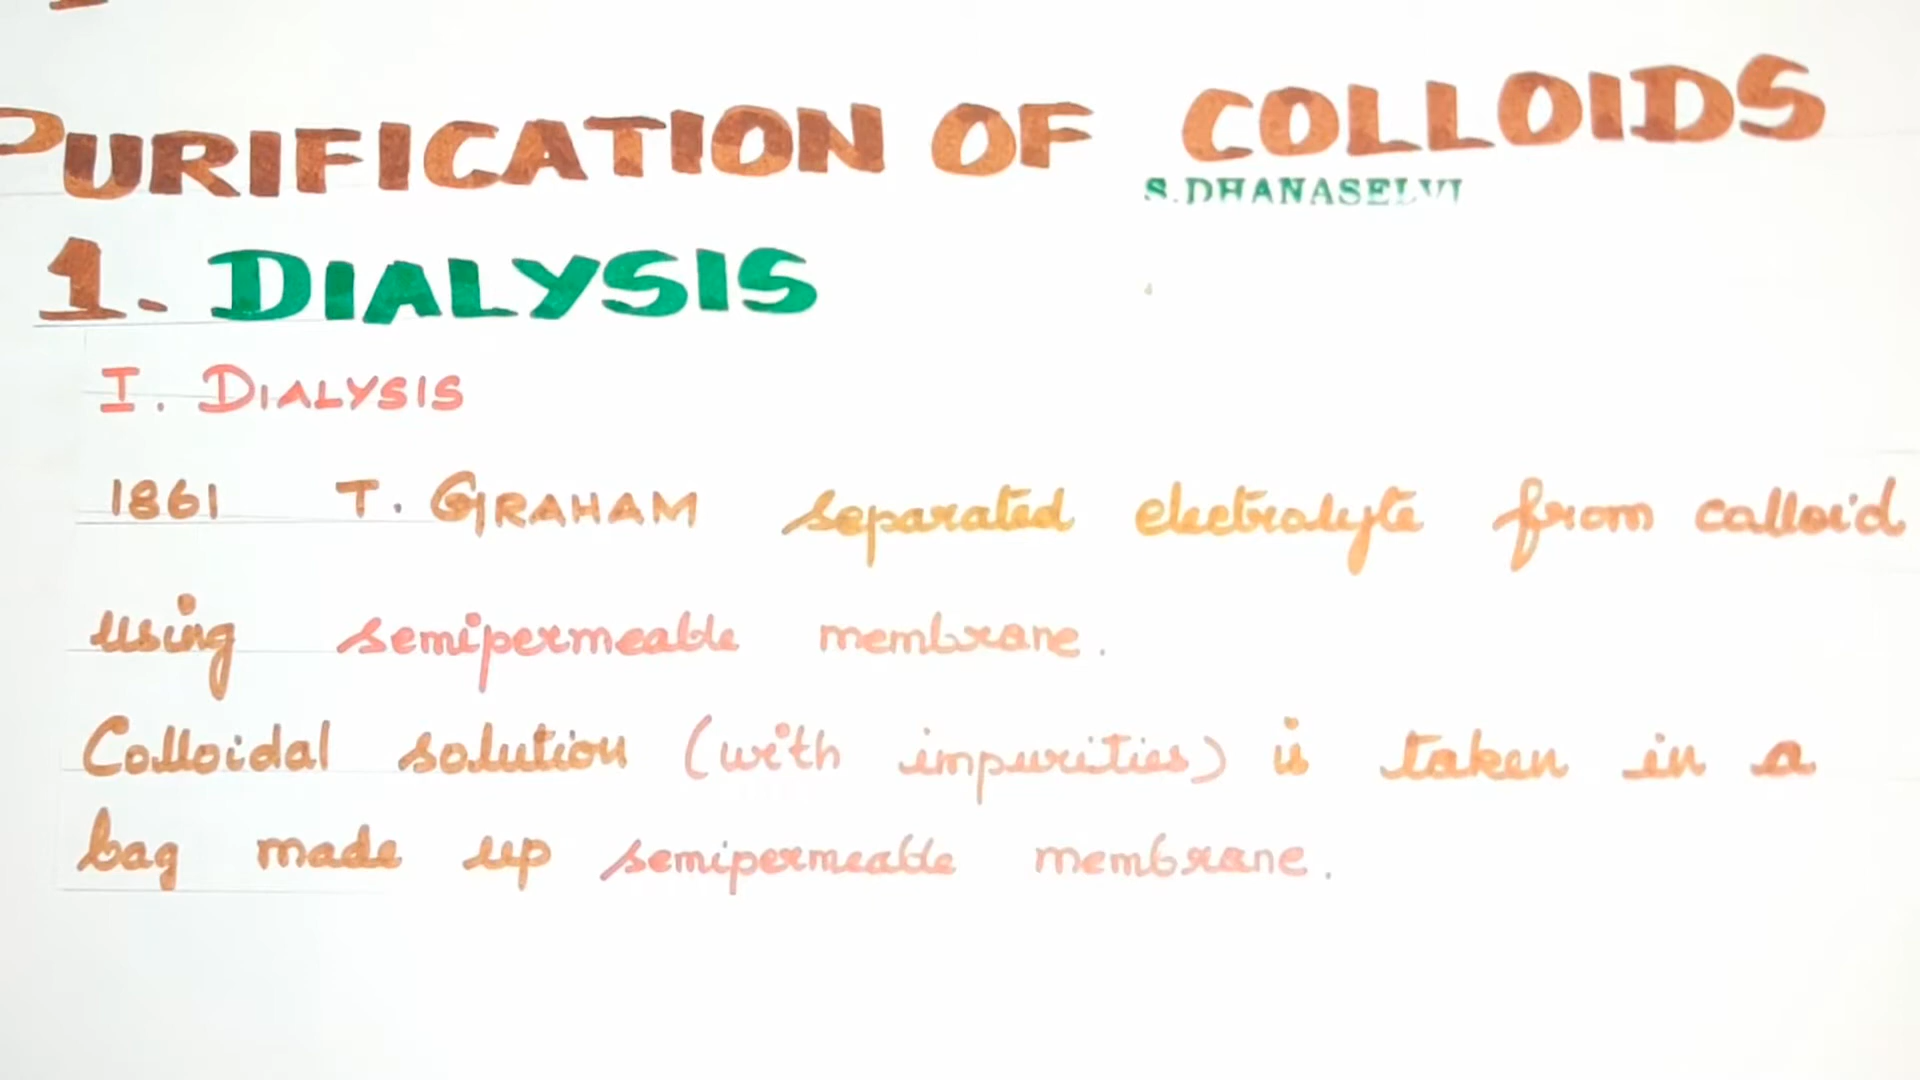 PURIFICATION OF COLLOIDS
S.DHANASELVI
1. DIALYSIS
I. DIALYSIS
1861 T. GRAHAM separated electrolyte from colloid
using semipermeable membrane.
Colloidal solution (with impurities) is taken in a
bag made up semipermeable membrane.